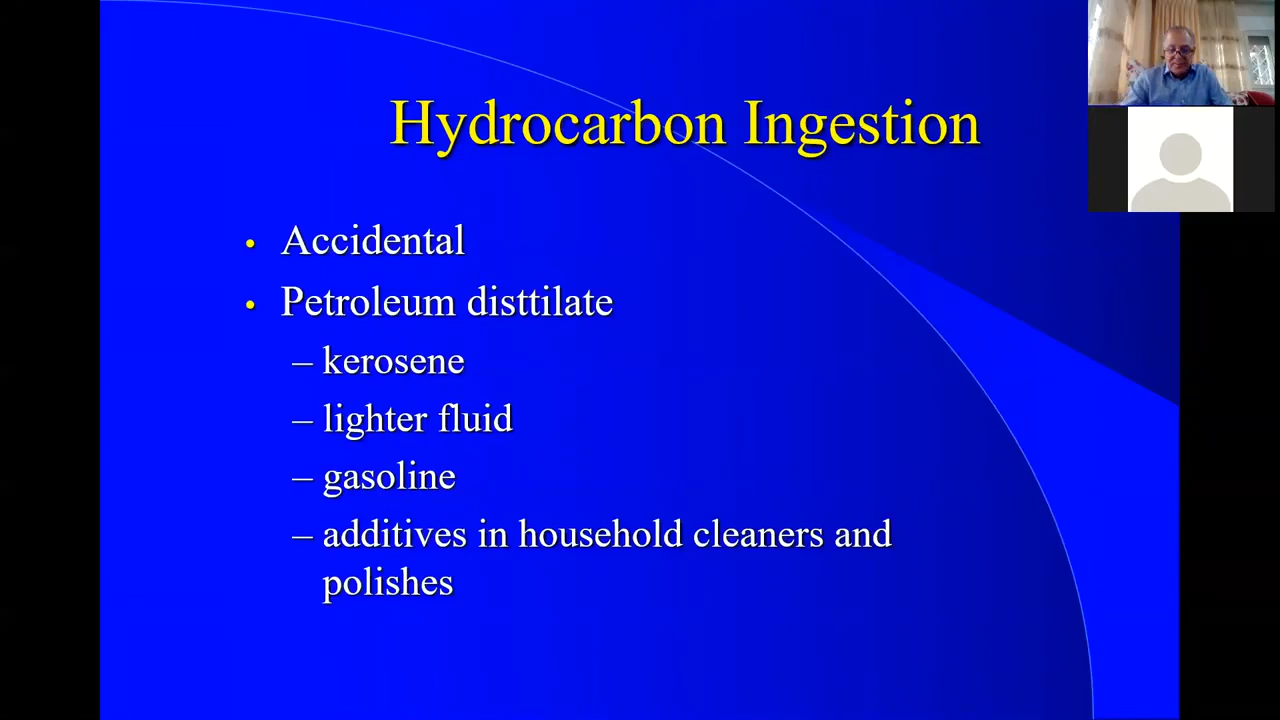 Hydrocarbon Ingestion
• Accidental
• Petroleum disttilate
– kerosene
– lighter fluid
– gasoline
– additives in household cleaners and
polishes